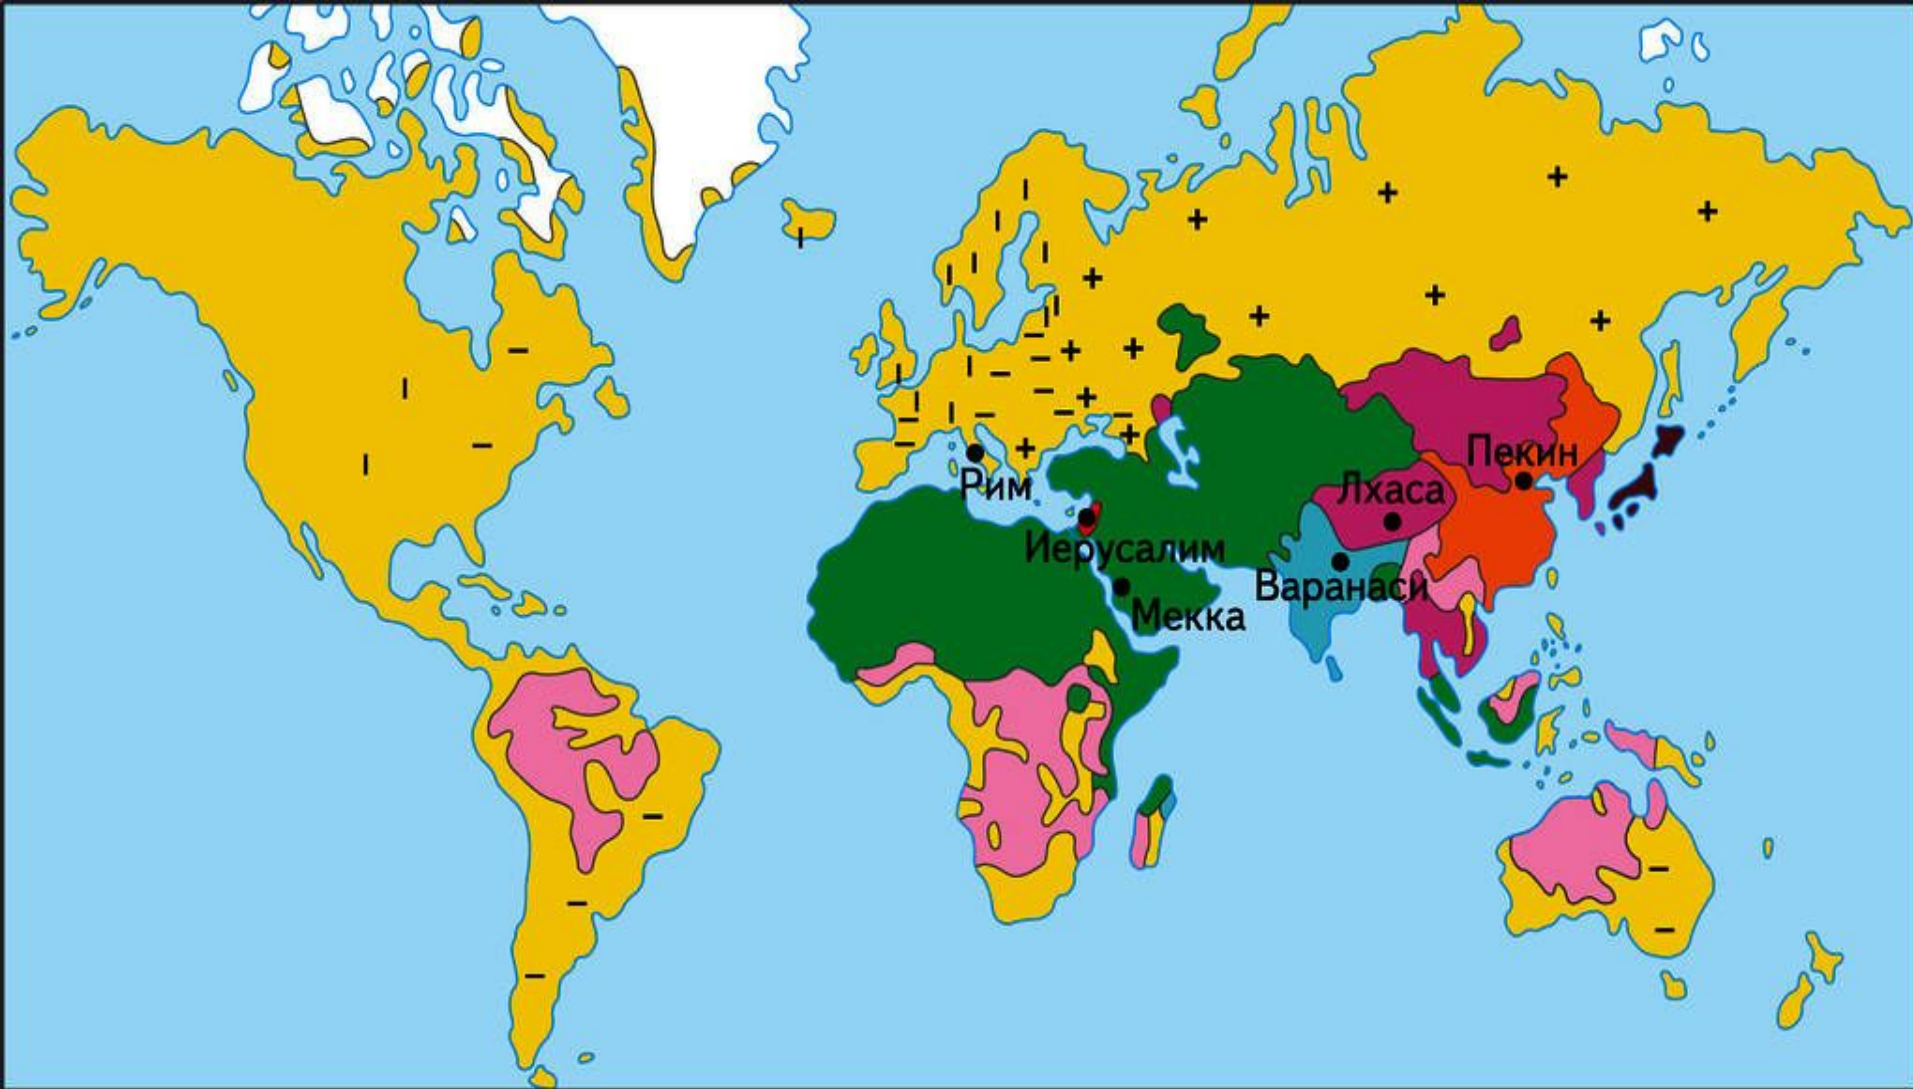 Пекин
Лхаса
Рим
Иерусалим
Варанаси
Мекка